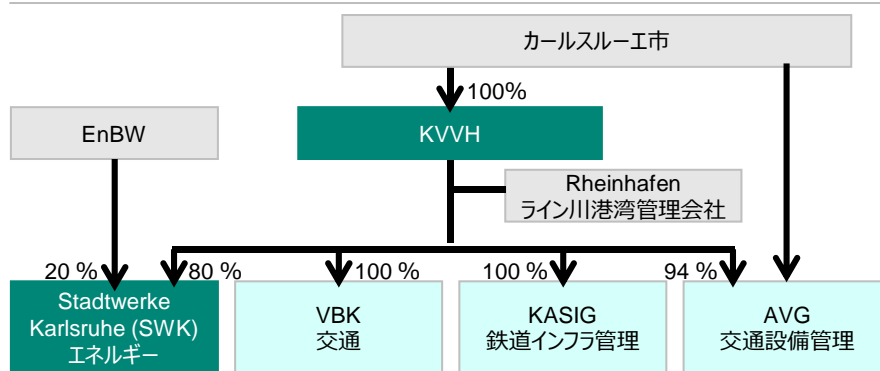 カールスルーエ市
100%
EnBW
KVVH
Rheinhafen
ライン川港湾管理会社
20 %
80 %
100 %
100 %
94 %
Stadtwerke
Karlsruhe (SWK)
エネルギー
VBK
交通
KASIG
鉄道インフラ管理
AVG
交通設備管理